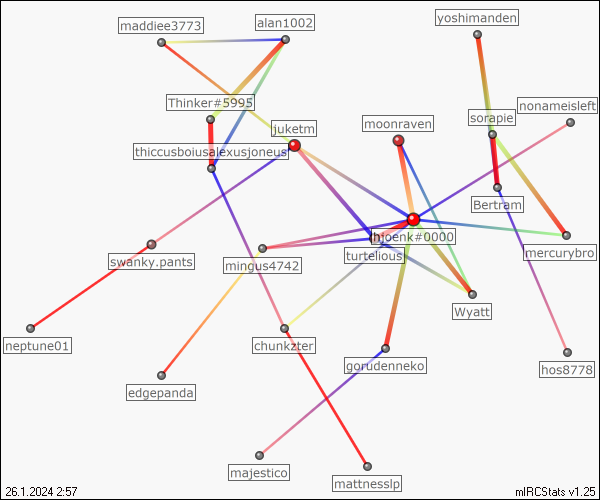 yoshimanden
alan1002
maddiee3773
Thinker#5995
nonameisleft
sorapie
moonraven
juketm
thiccusboiusalexusjoneus
Bertram
hjoenk#0000
mercurybro
turtelious
swanky.pants
mingus4742
Wyatt
neptune01
chunkzter
gorudenneko
hos8778
edgepanda
majestico
mattnesslp
26.1.2024 2:57
mIRCStats v1.25